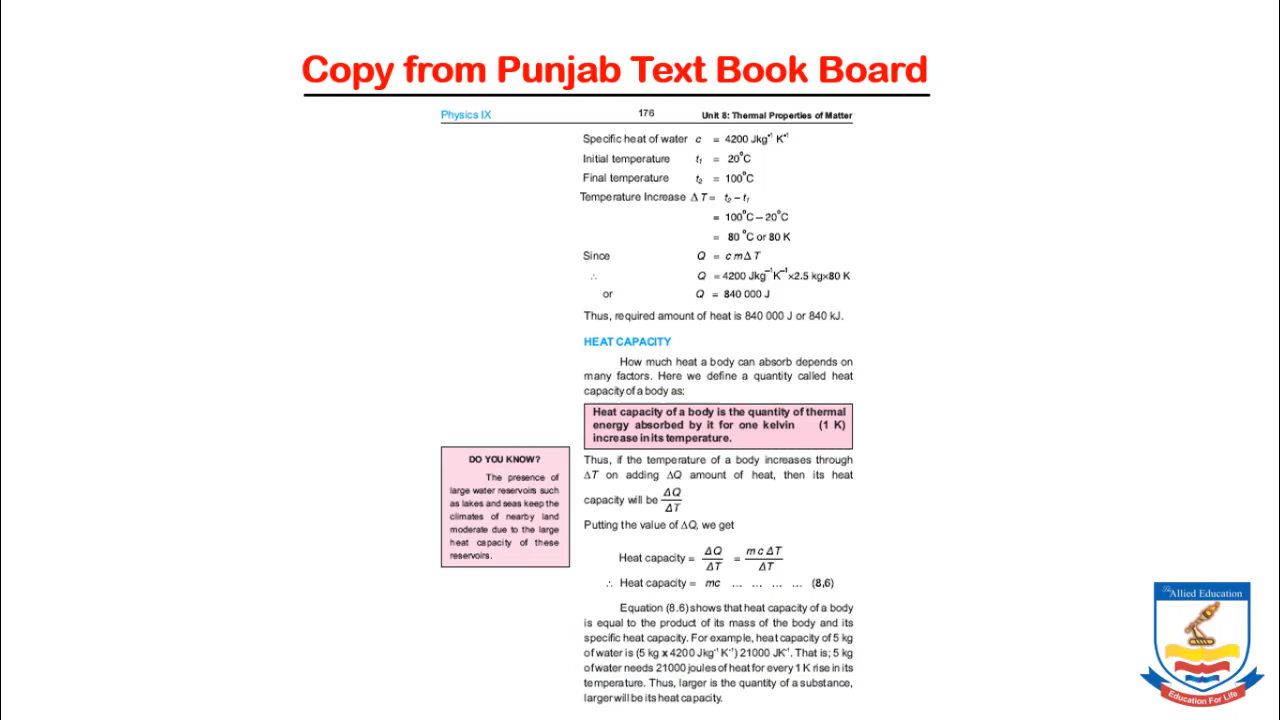 Copy from Punjab Text Book Board
Physics IX 176 Unit 8: Thermal Properties of Matter
Specific heat of water c = 4200 Jkg⁻¹ K⁻¹
Initial temperature t₁ = 20°C
Final temperature t₂ = 100°C
Temperature Increase Δ T = t₂ – t₁
= 100°C – 20°C
= 80 °C or 80 K
Since Q = c m Δ T
∴ Q = 4200 Jkg⁻¹K⁻¹×2.5 kg×80 K
or Q = 840 000 J
Thus, required amount of heat is 840 000 J or 840 kJ.
HEAT CAPACITY
How much heat a body can absorb depends on
many factors. Here we define a quantity called heat
capacity of a body as:
Heat capacity of a body is the quantity of thermal
energy absorbed by it for one kelvin (1 K)
increase in its temperature.
Thus, if the temperature of a body increases through
ΔT on adding ΔQ amount of heat, then its heat
capacity will be ΔQ/ΔT
Putting the value of ΔQ, we get
Heat capacity = ΔQ/ΔT = m c ΔT/ΔT
∴ Heat capacity = mc ... ... ... ... (8,6)
Equation (8.6) shows that heat capacity of a body
is equal to the product of its mass of the body and its
specific heat capacity. For example, heat capacity of 5 kg
of water is (5 kg x 4200 Jkg⁻¹ K⁻¹) 21000 JK⁻¹. That is; 5 kg
of water needs 21000 joules of heat for every 1 K rise in its
temperature. Thus, larger is the quantity of a substance,
larger will be its heat capacity.
DO YOU KNOW?
The presence of
large water reservoirs such
as lakes and seas keep the
climates of nearby land
moderate due to the large
heat capacity of these
reservoirs.
The Allied Education
Education For Life